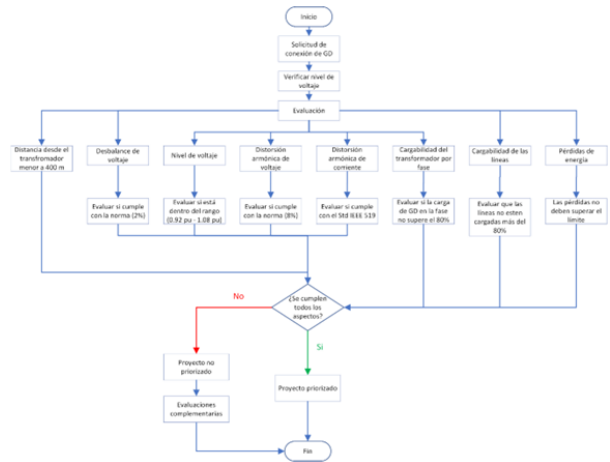 Inicio
Solicitud de
conexión de GD
Verificar nivel de
voltaje
Evaluación
Distancia desde el
transfromador
menor a 400 m
Desbalance de
voltaje
Nivel de voltaje
Distorsión
armónica de
voltaje
Distorsión
armónica de
corriente
Cargabilidad del
transformador por
fase
Cargabilidad de las
líneas
Pérdidas de
energía
Evaluar si cumple
con la norma (2%)
Evaluar si está
dentro del rango
(0.92 pu - 1.08 pu)
Evaluar si cumple
con la norma (8%)
Evaluar si cumple
con el Std IEEE 519
Evaluar si la carga
de GD en la fase
no supere el 80%
Evaluar que las
líneas no esten
cargadas más del
80%
Las pérdidas no
deben superar el
límite
¿Se cumplen
todos los
aspectos?
No
Si
Proyecto no
priorizado
Proyecto priorizado
Evaluaciones
complementarias
Fin